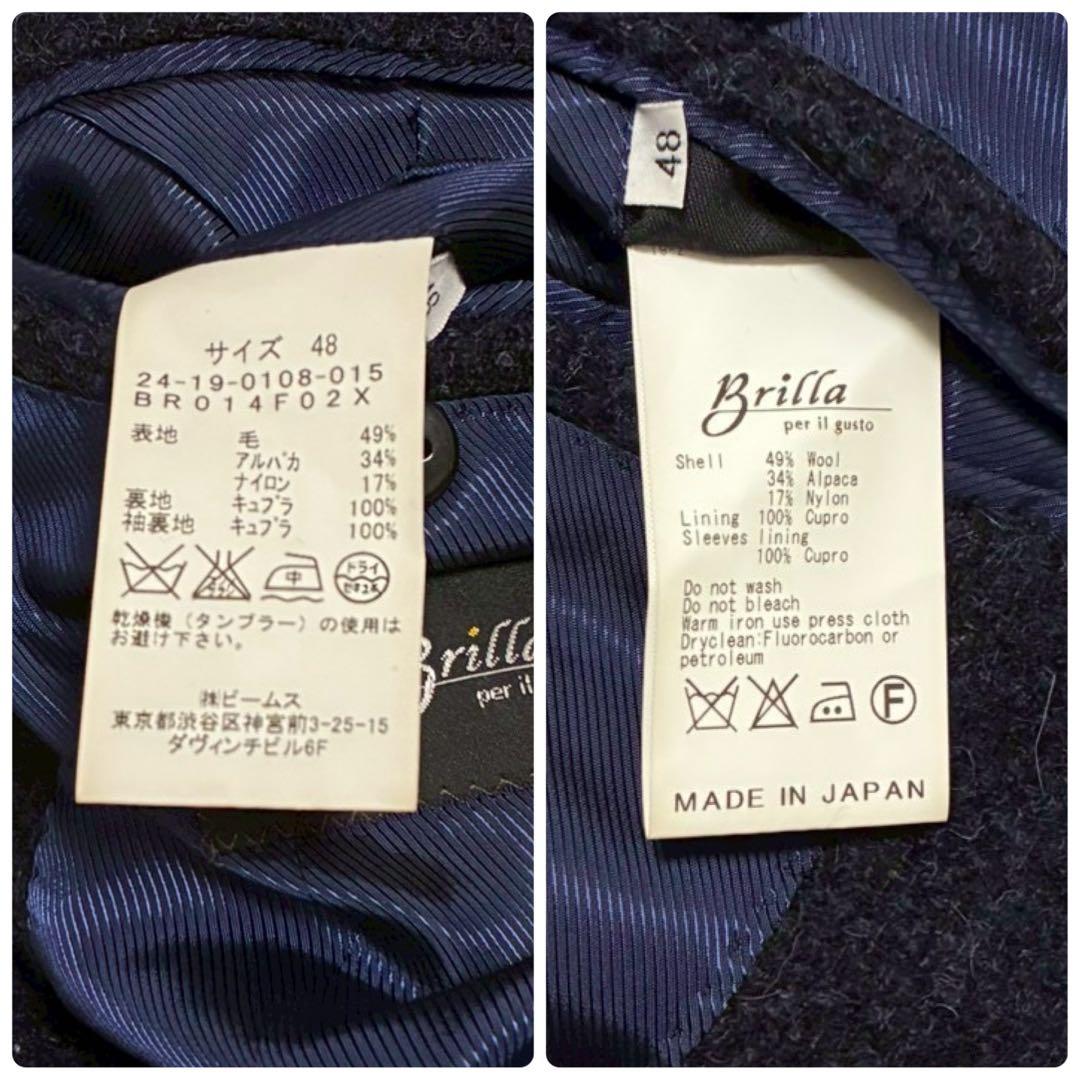 サイズ 48
24-19-0108-015
BR014F02X
表地 毛 49%
アルパカ 34%
ナイロン 17%
裏地 キュプラ 100%
袖裏地 キュプラ 100%
中 ドライ
乾燥機(タンブラー)の使用は
お避け下さい。
㈱ビームス
東京都渋谷区神宮前3-25-15
ダヴィンチビル6F
Brilla
per il
48
Brilla
per il gusto
Shell 49% Wool
34% Alpaca
17% Nylon
Lining 100% Cupro
Sleeves lining
100% Cupro
Do not wash
Do not bleach
Warm iron use press cloth
Dryclean:Fluorocarbon or
petroleum
F
MADE IN JAPAN